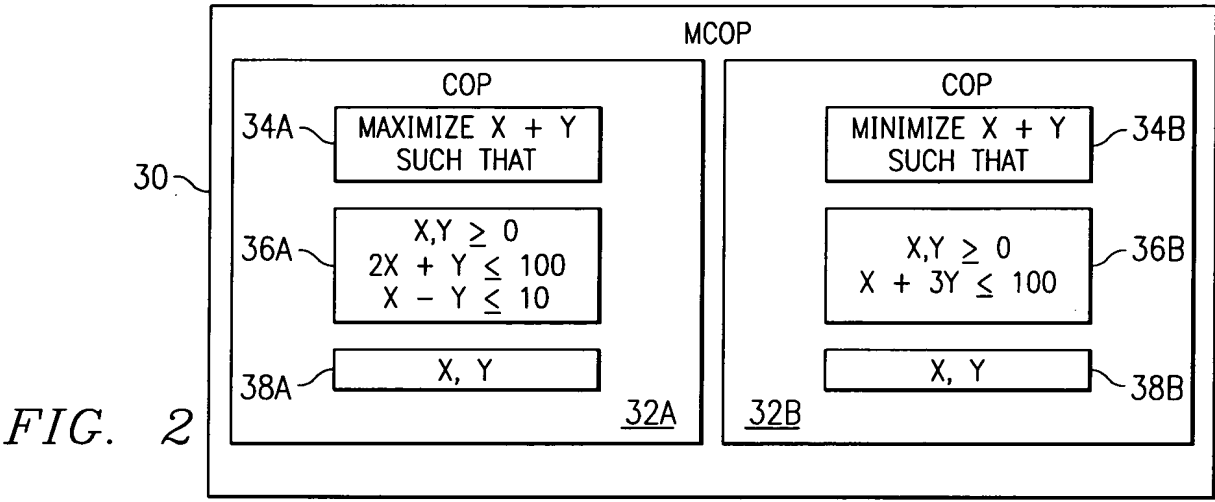 MCOP
COP
34A
MAXIMIZE X + Y
SUCH THAT
30
36A
X,Y ≥ 0
2X + Y ≤ 100
X − Y ≤ 10
38A
X, Y
32A
COP
MINIMIZE X + Y
SUCH THAT
34B
X,Y ≥ 0
X + 3Y ≤ 100
36B
X, Y
38B
32B
FIG. 2